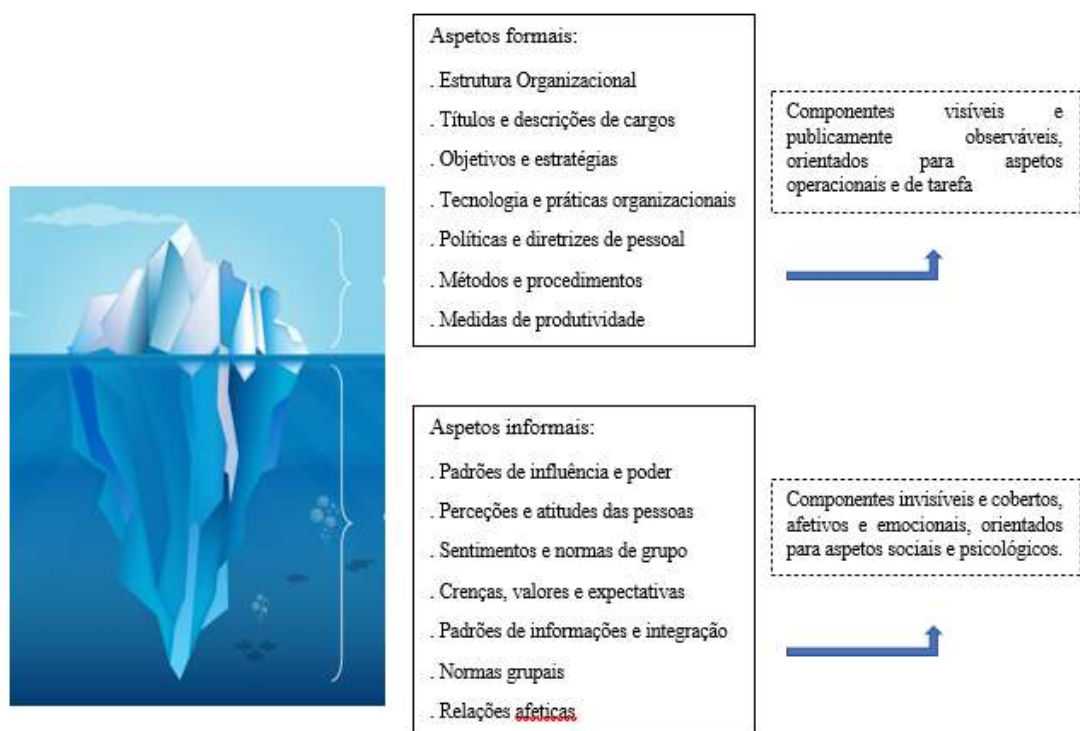 Aspetos formais:
. Estrutura Organizacional
. Títulos e descrições de cargos
. Objetivos e estratégias
. Tecnologia e práticas organizacionais
. Políticas e diretrizes de pessoal
. Métodos e procedimentos
. Medidas de produtividade
Componentes visíveis e
publicamente observáveis,
orientados para aspetos
operacionais e de tarefa
Aspetos informais:
. Padrões de influência e poder
. Perceções e atitudes das pessoas
. Sentimentos e normas de grupo
. Crenças, valores e expectativas
. Padrões de informações e integração
. Normas grupais
. Relações afeticas
Componentes invisíveis e cobertos,
afetivos e emocionais, orientados
para aspetos sociais e psicológicos.